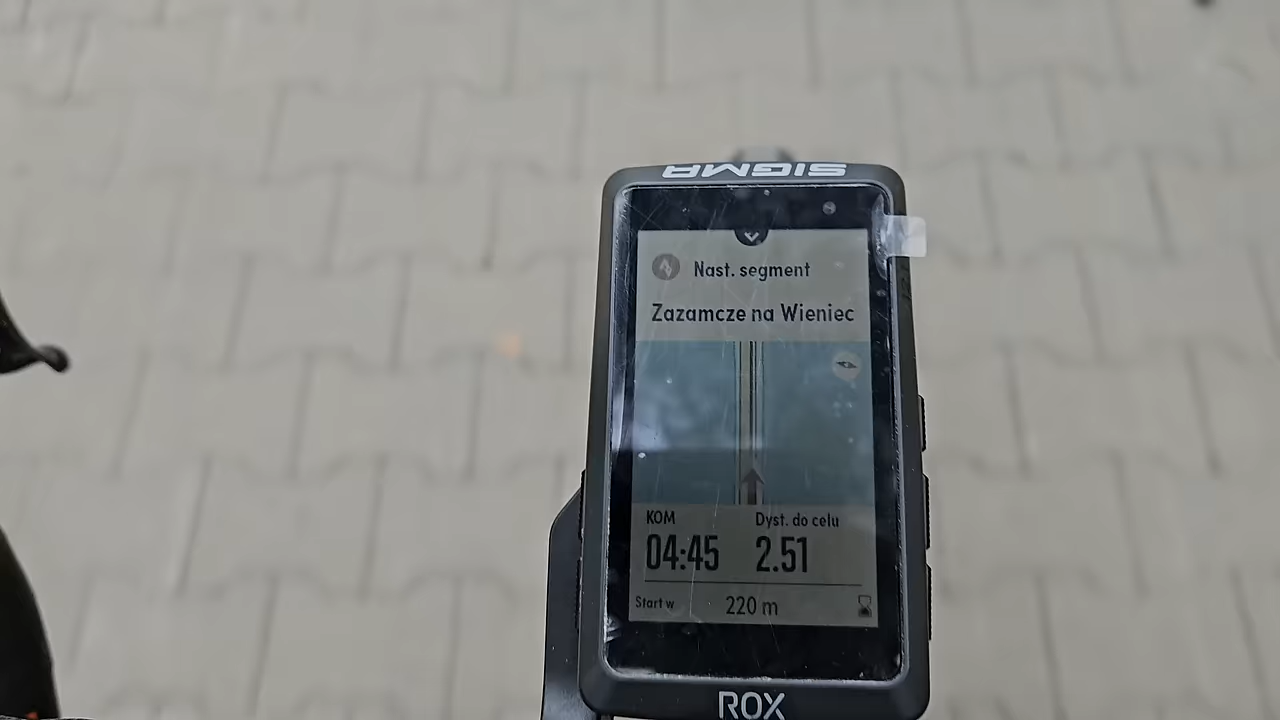 SIGMA
Nast. segment
Zazamcze na Wieniec
KOM Dyst. do celu
04:45 2.51
Start w 220 m
ROX